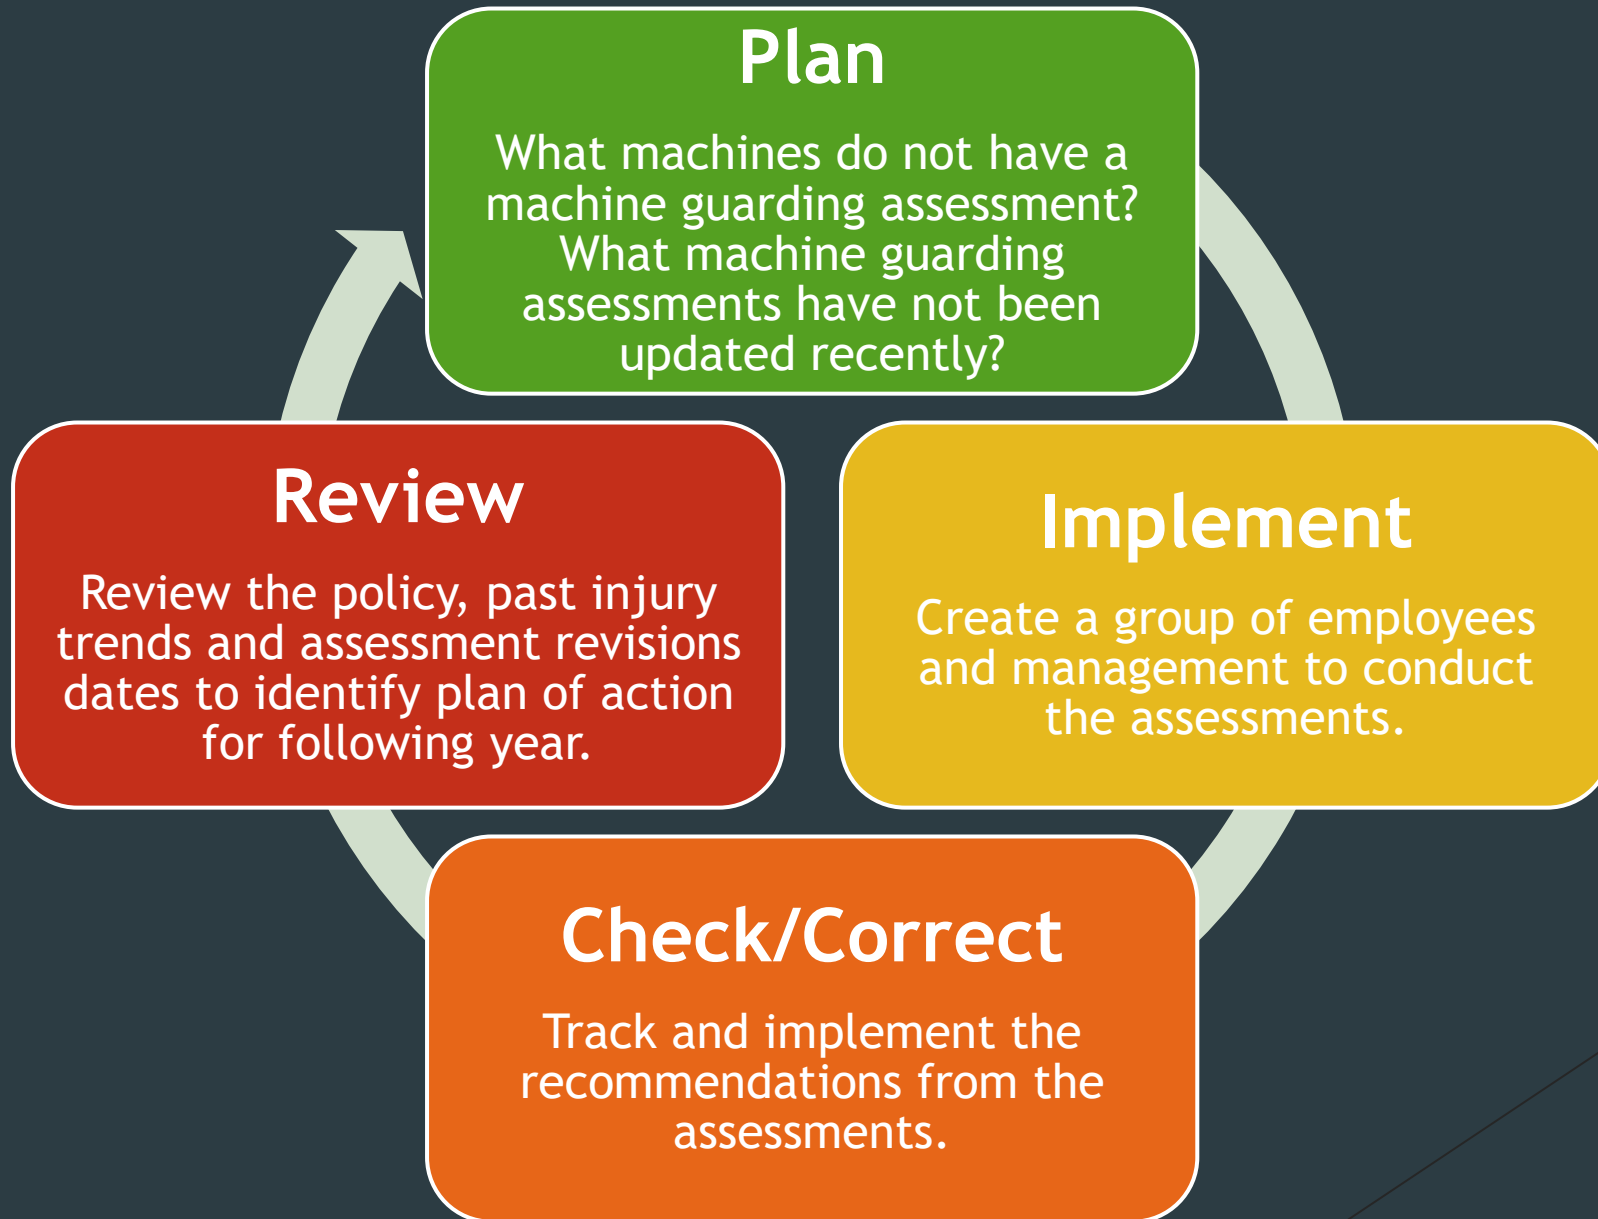 Plan
What machines do not have a
machine guarding assessment?
What machine guarding
assessments have not been
updated recently?
Implement
Create a group of employees
and management to conduct
the assessments.
Check/Correct
Track and implement the
recommendations from the
assessments.
Review
Review the policy, past injury
trends and assessment revisions
dates to identify plan of action
for following year.